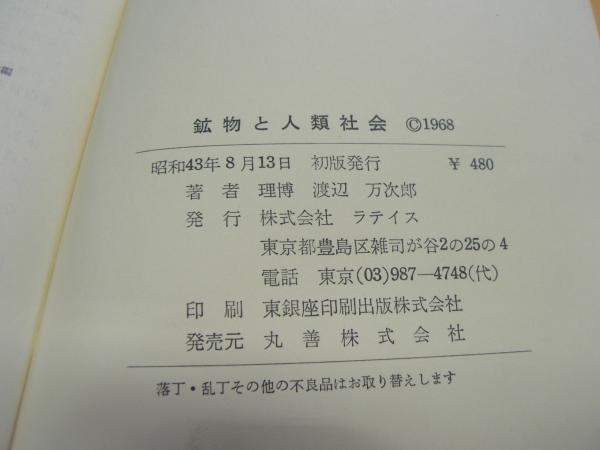 鉱物と人類社会 ©1968
昭和43年8月13日 初版発行 ¥ 480
著者 理博 渡辺 万次郎
発行 株式会社 ラテイス
東京都豊島区雑司が谷2の25の4
電話 東京(03)987—4748(代)
印刷 東銀座印刷出版株式会社
発売元 丸善株式会社
落丁・乱丁その他の不良品はお取り替えします
編